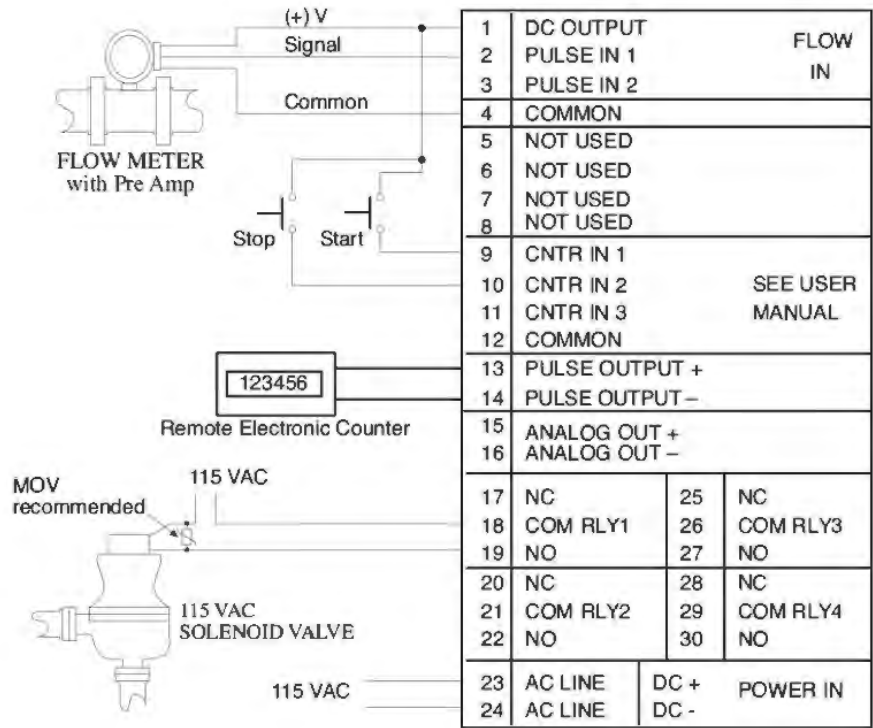 (+) V
Signal
Common
FLOW METER
with Pre Amp
Stop
Start
123456
Remote Electronic Counter
MOV
recommended
115 VAC
115 VAC
SOLENOID VALVE
115 VAC
1 DC OUTPUT
2 PULSE IN 1
3 PULSE IN 2
FLOW
IN
4 COMMON
5 NOT USED
6 NOT USED
7 NOT USED
8 NOT USED
9 CNTR IN 1
10 CNTR IN 2 SEE USER
11 CNTR IN 3 MANUAL
12 COMMON
13 PULSE OUTPUT +
14 PULSE OUTPUT –
15 ANALOG OUT +
16 ANALOG OUT –
17 NC 25 NC
18 COM RLY1 26 COM RLY3
19 NO 27 NO
20 NC 28 NC
21 COM RLY2 29 COM RLY4
22 NO 30 NO
23 AC LINE DC + POWER IN
24 AC LINE DC -